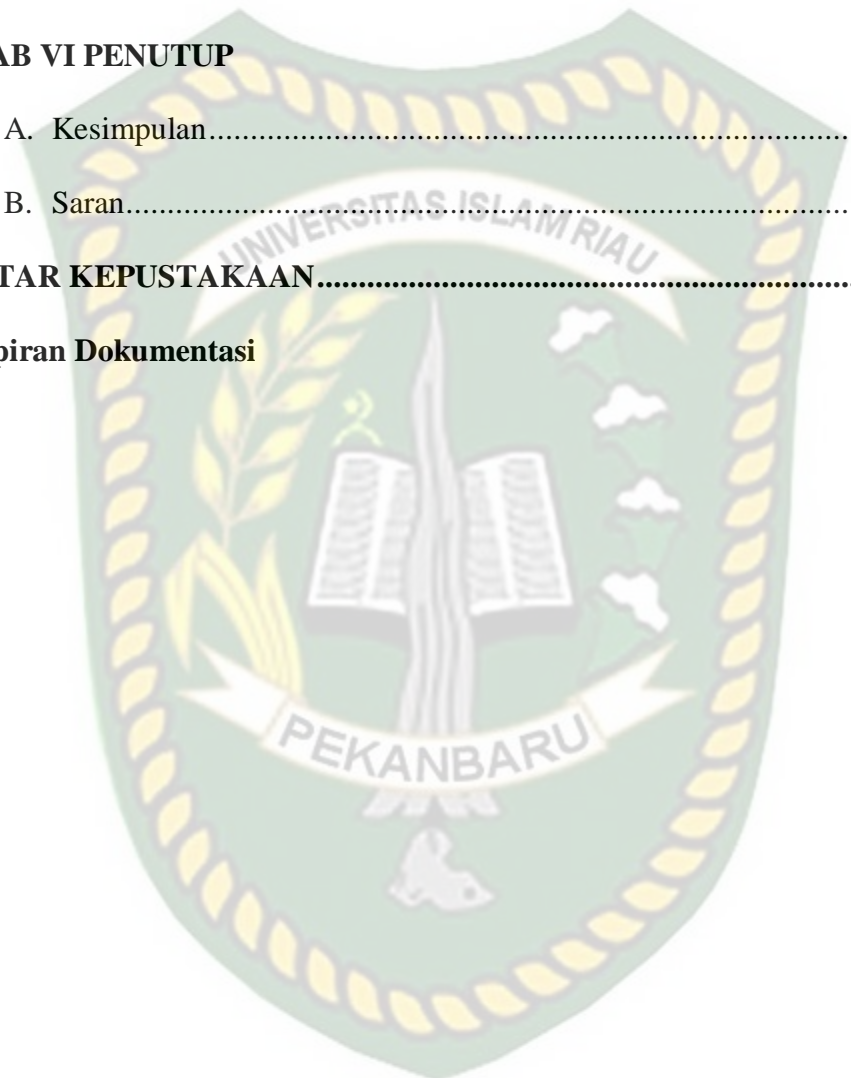 AB VI PENUTUP
A. Kesimpulan
B. Saran
UNIVERSITAS ISLAM RIAU
TAR KEPUSTAKAAN
piran Dokumentasi
PEKANBARU